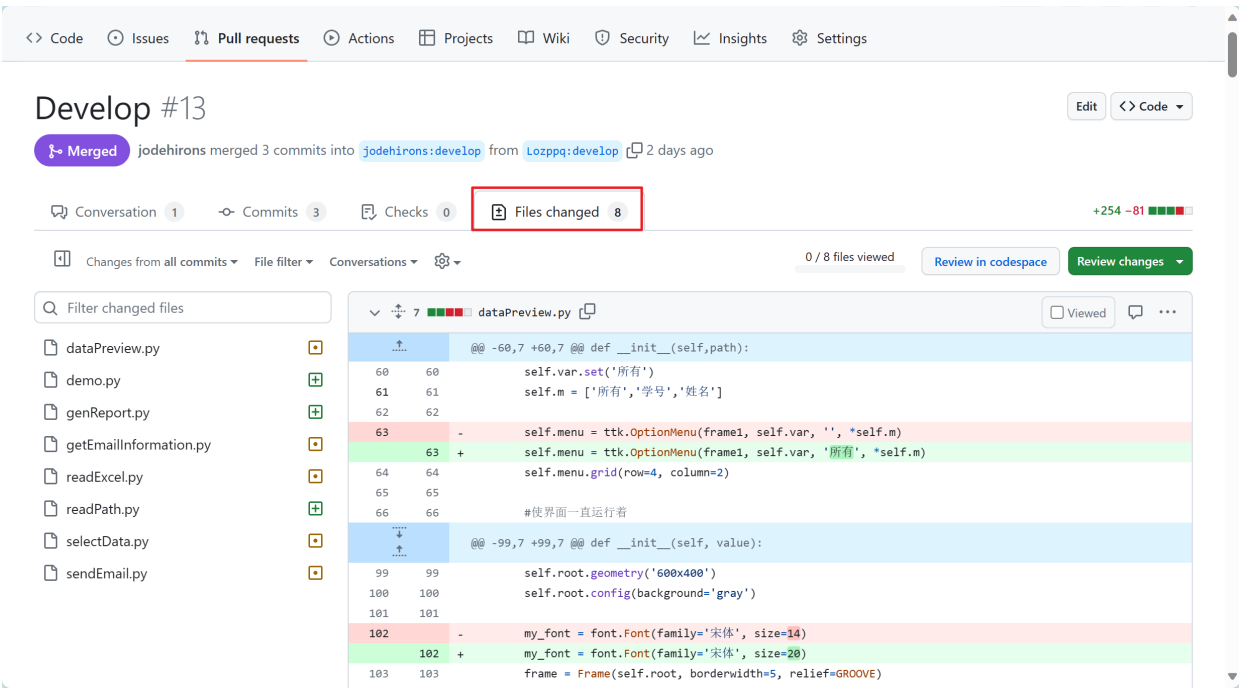 Code Issues Pull requests Actions Projects Wiki Security Insights Settings
Develop #13
Edit Code
Merged jodehirons merged 3 commits into jodehirons:develop from Lozppq:develop 2 days ago
Conversation 1 Commits 3 Checks 0 Files changed 8 +254 −81
Changes from all commits File filter Conversations 0 / 8 files viewed Review in codespace Review changes
Filter changed files
dataPreview.py
demo.py
genReport.py
getEmailInformation.py
readExcel.py
readPath.py
selectData.py
sendEmail.py
7 dataPreview.py Viewed
@@ -60,7 +60,7 @@ def __init__(self,path):
60 60 self.var.set('所有')
61 61 self.m = ['所有','学号','姓名']
62 62
63 - self.menu = ttk.OptionMenu(frame1, self.var, '', *self.m)
63 + self.menu = ttk.OptionMenu(frame1, self.var, '所有', *self.m)
64 64 self.menu.grid(row=4, column=2)
65 65
66 66 #使界面一直运行着
@@ -99,7 +99,7 @@ def __init__(self, value):
99 99 self.root.geometry('600x400')
100 100 self.root.config(background='gray')
101 101
102 - my_font = font.Font(family='宋体', size=14)
102 + my_font = font.Font(family='宋体', size=20)
103 103 frame = Frame(self.root, borderwidth=5, relief=GROOVE)